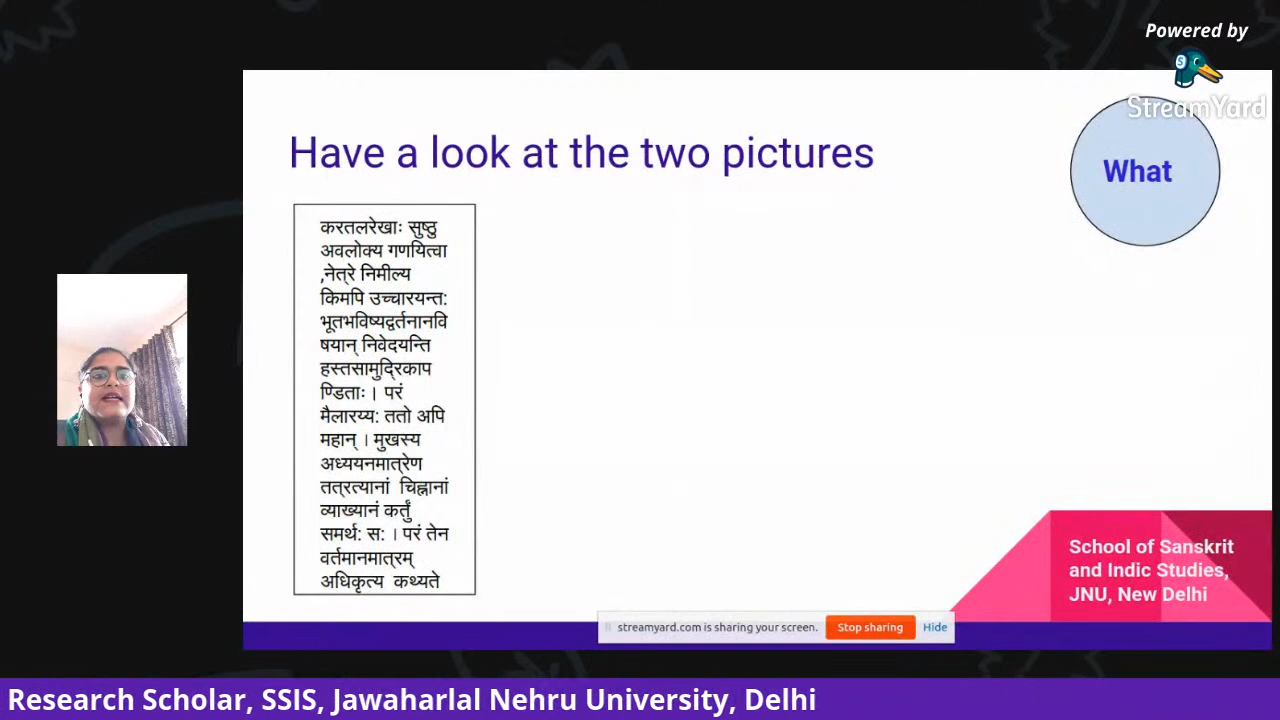 Powered by
StreamYard
Have a look at the two pictures
What
करतलरेखाः सुष्ठु
अवलोक्य गणयित्वा
,नेत्रे निमील्य
किमपि उच्चारयन्त:
भूतभविष्यद्वर्तनानवि
षयान् निवेदयन्ति
हस्तसामुद्रिकाप
ण्डिताः । परं
मैलारय्य: ततो अपि
महान् । मुखस्य
अध्ययनमात्रेण
तत्रत्यानां चिह्नानां
व्याख्यानं कर्तुं
समर्थ: स: । परं तेन
वर्तमानमात्रम्
अधिकृत्य कथ्यते
School of Sanskrit
and Indic Studies,
JNU, New Delhi
streamyard.com is sharing your screen.
Stop sharing
Hide
Research Scholar, SSIS, Jawaharlal Nehru University, Delhi